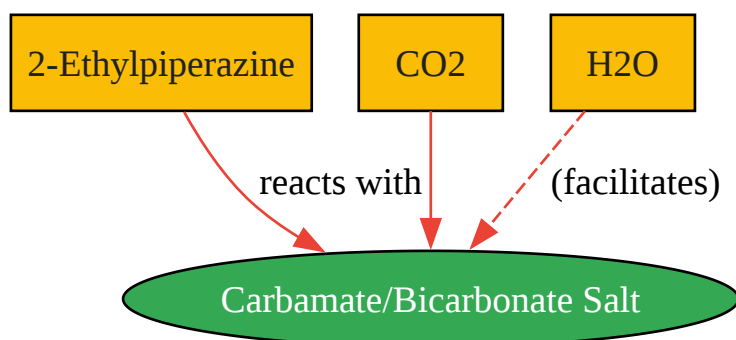 2-Ethylpiperazine
CO2
H2O
reacts with
(facilitates)
Carbamate/Bicarbonate Salt